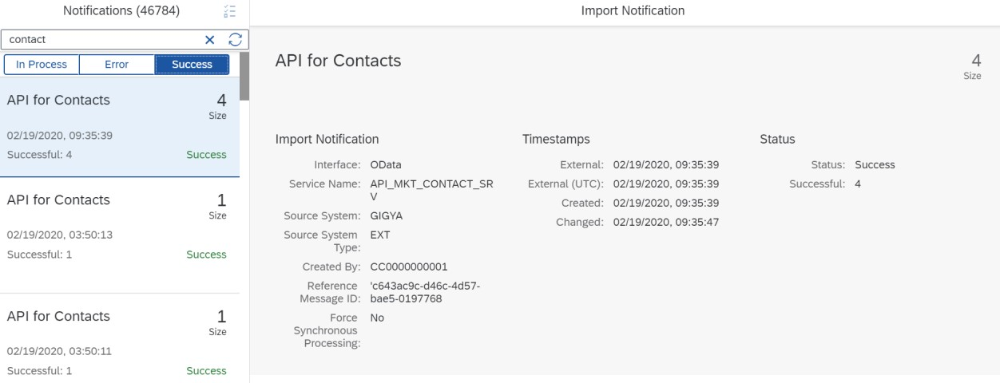 Notifications (46784)
contact
In Process Error Success
API for Contacts 4
Size
02/19/2020, 09:35:39
Successful: 4 Success
API for Contacts 1
Size
02/19/2020, 03:50:13
Successful: 1 Success
API for Contacts 1
Size
02/19/2020, 03:50:11
Successful: 1 Success
Import Notification
API for Contacts 4
Size
Import Notification
Interface: OData
Service Name: API_MKT_CONTACT_SR
V
Source System: GIGYA
Source System EXT
Type:
Created By: CC0000000001
Reference 'c643ac9c-d46c-4d57-
Message ID: bae5-0197768
Force No
Synchronous
Processing:
Timestamps
External: 02/19/2020, 09:35:39
External (UTC): 02/19/2020, 09:35:39
Created: 02/19/2020, 09:35:39
Changed: 02/19/2020, 09:35:47
Status
Status: Success
Successful: 4